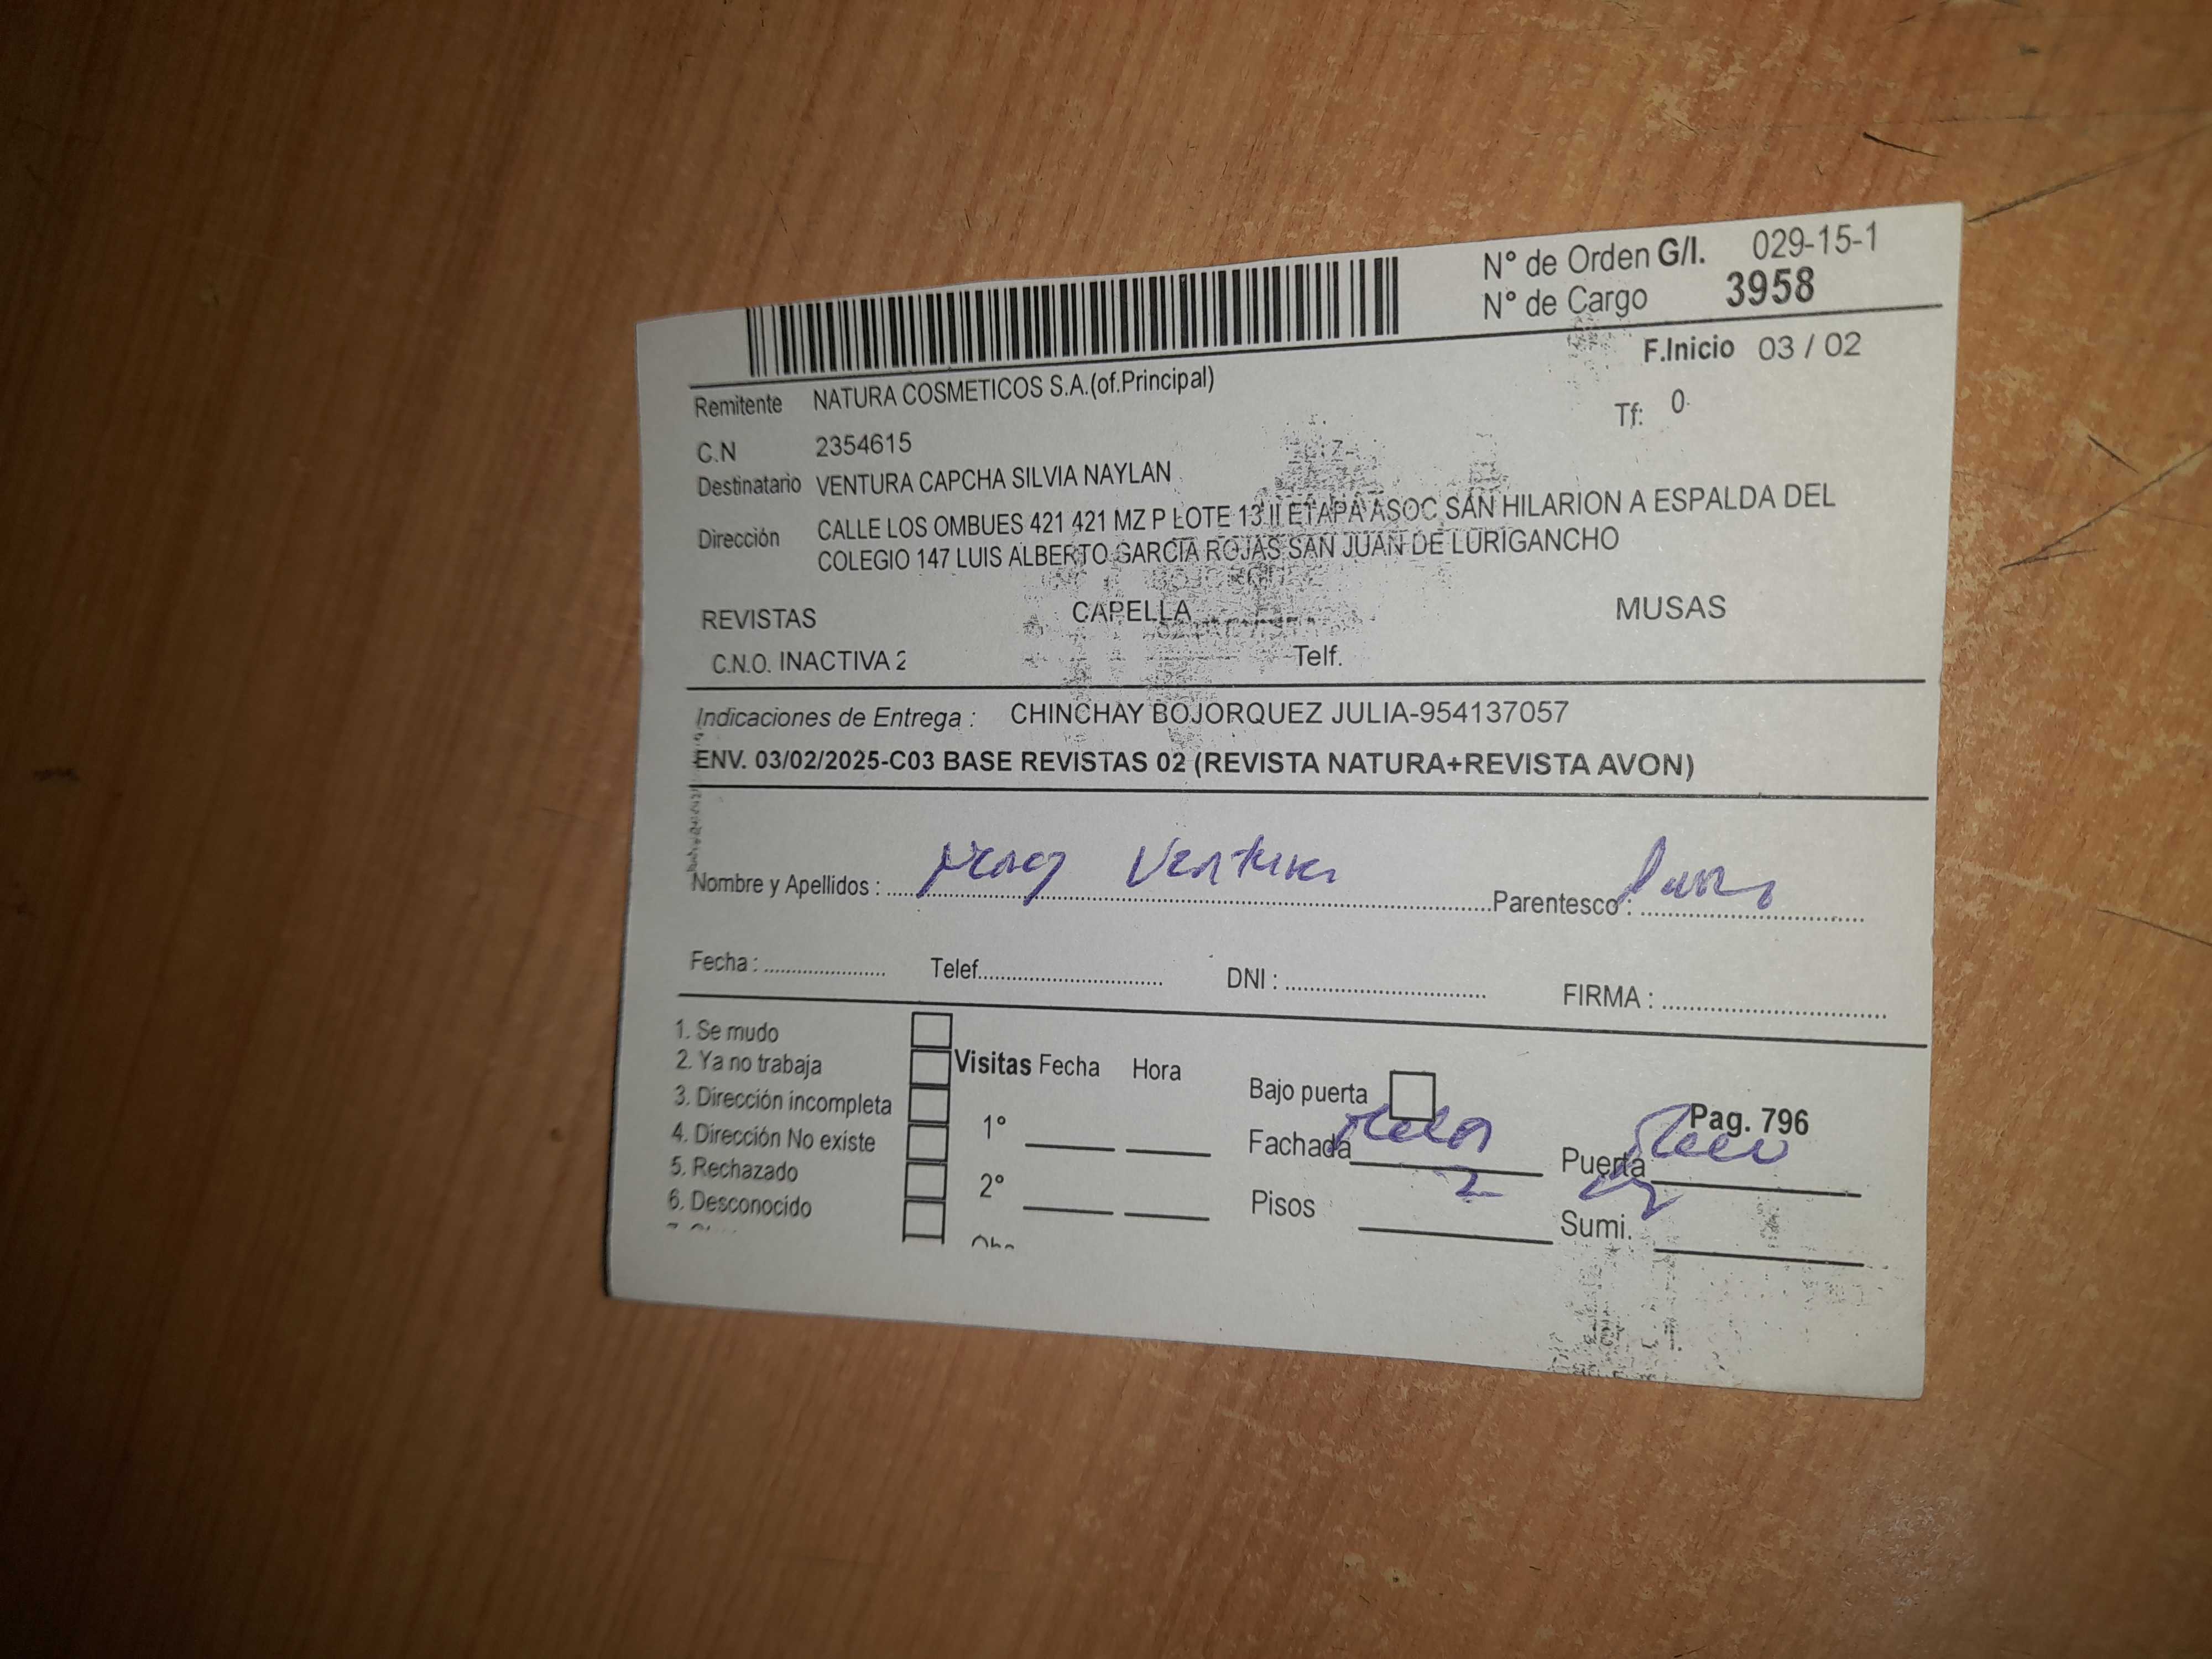 N° de Orden G/I. 029-15-1
N° de Cargo 3958
F.Inicio 03 / 02
Remitente NATURA COSMETICOS S.A.(of.Principal)
Tf: 0
C.N 2354615
Destinatario VENTURA CAPCHA SILVIA NAYLAN
Dirección CALLE LOS OMBUES 421 421 MZ P LOTE 13 II ETAPA ASOC SAN HILARION A ESPALDA DEL
COLEGIO 147 LUIS ALBERTO GARCIA ROJAS SAN JUAN DE LURIGANCHO
REVISTAS CAPELLA MUSAS
C.N.O. INACTIVA 2 Telf.
Indicaciones de Entrega : CHINCHAY BOJORQUEZ JULIA-954137057
ENV. 03/02/2025-C03 BASE REVISTAS 02 (REVISTA NATURA+REVISTA AVON)
Nombre y Apellidos : Ventura Parentesco :
Fecha : Telef. DNI : FIRMA :
1. Se mudo
2. Ya no trabaja
3. Dirección incompleta
4. Dirección No existe
5. Rechazado
6. Desconocido
Visitas Fecha Hora
1°
2°
Bajo puerta
Pag. 796
Fachada Puerta
Pisos 2 Sumi.